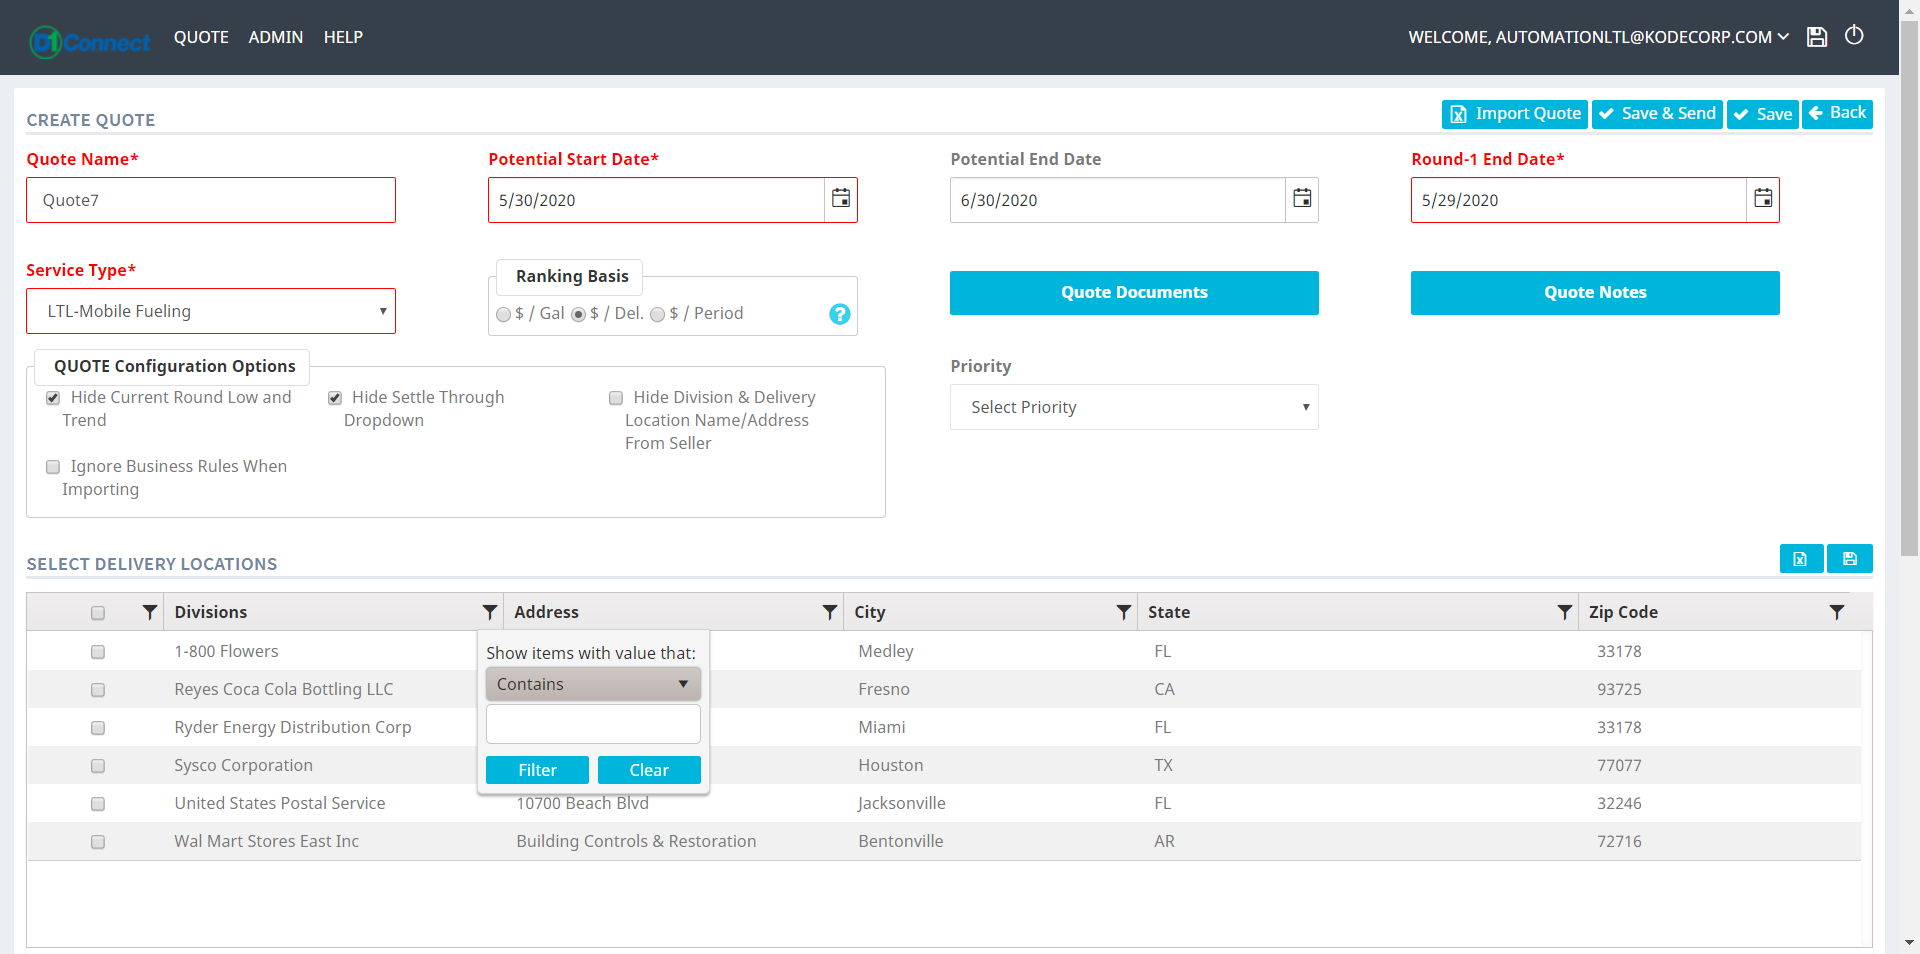 D1Connect QUOTE ADMIN HELP WELCOME, AUTOMATIONLTL@KODECORP.COM
CREATE QUOTE Import Quote Save & Send Save Back
Quote Name* Potential Start Date* Potential End Date Round-1 End Date*
Quote7 5/30/2020 6/30/2020 5/29/2020
Service Type* Ranking Basis
LTL-Mobile Fueling $ / Gal $ / Del. $ / Period ? Quote Documents Quote Notes
QUOTE Configuration Options Priority
Hide Current Round Low and Hide Settle Through Hide Division & Delivery
Trend Dropdown Location Name/Address
From Seller
Select Priority
Ignore Business Rules When
Importing
SELECT DELIVERY LOCATIONS
Divisions Address City State Zip Code
1-800 Flowers Medley FL 33178
Reyes Coca Cola Bottling LLC Fresno CA 93725
Ryder Energy Distribution Corp Miami FL 33178
Sysco Corporation Houston TX 77077
United States Postal Service 10700 Beach Blvd Jacksonville FL 32246
Wal Mart Stores East Inc Building Controls & Restoration Bentonville AR 72716
Show items with value that:
Contains
Filter Clear